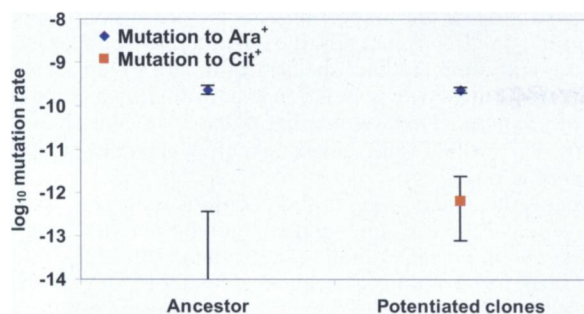 log₁₀ mutation rate
-8
-9
-10
-11
-12
-13
-14
Mutation to Ara⁺
Mutation to Cit⁺
Ancestor
Potentiated clones